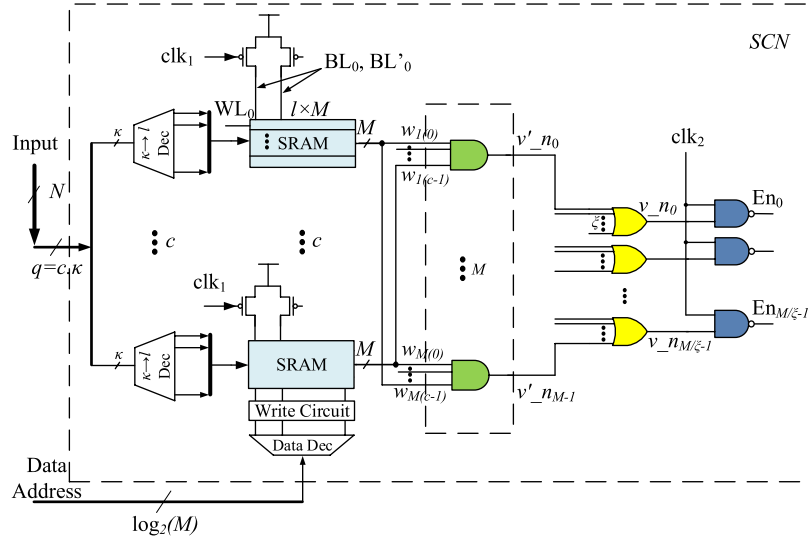 SCN
clk1
BL0, BL'0
WL0
l×M
κ→ l
Dec
κ
SRAM
M
w1(0)
w1(c-1)
v'_n0
clk2
Input
N
q=c.κ
c
c
ξ
v_n0
En0
M
clk1
κ
κ→ l
Dec
SRAM
M
wM(0)
wM(c-1)
v'_nM-1
v_nM/ξ-1
EnM/ξ-1
Write Circuit
Data Dec
Data
Address
log2(M)